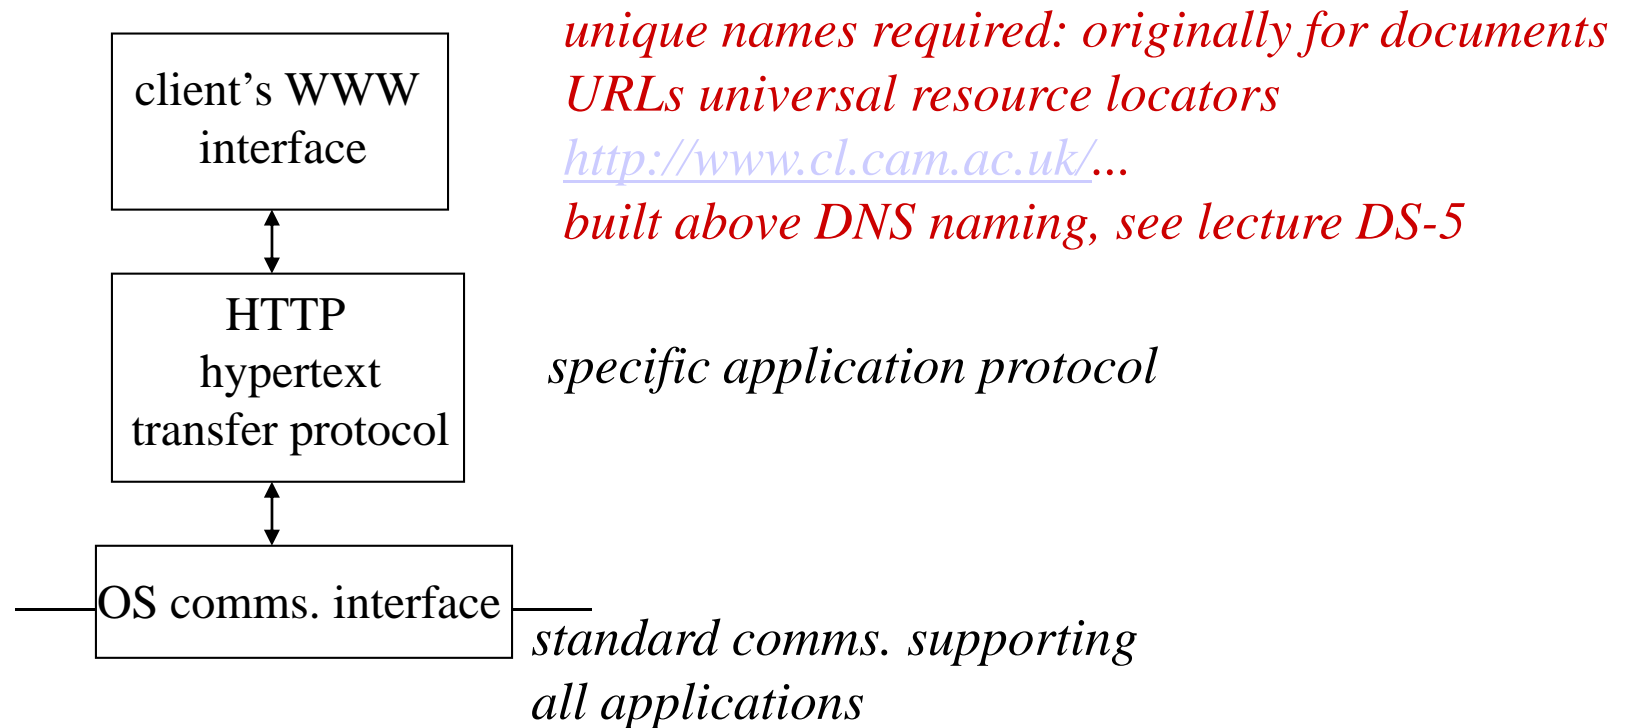 client's WWW
interface
unique names required: originally for documents
URLs universal resource locators
http://www.cl.cam.ac.uk/...
built above DNS naming, see lecture DS-5
HTTP
hypertext
transfer protocol
specific application protocol
OS comms. interface
standard comms. supporting
all applications